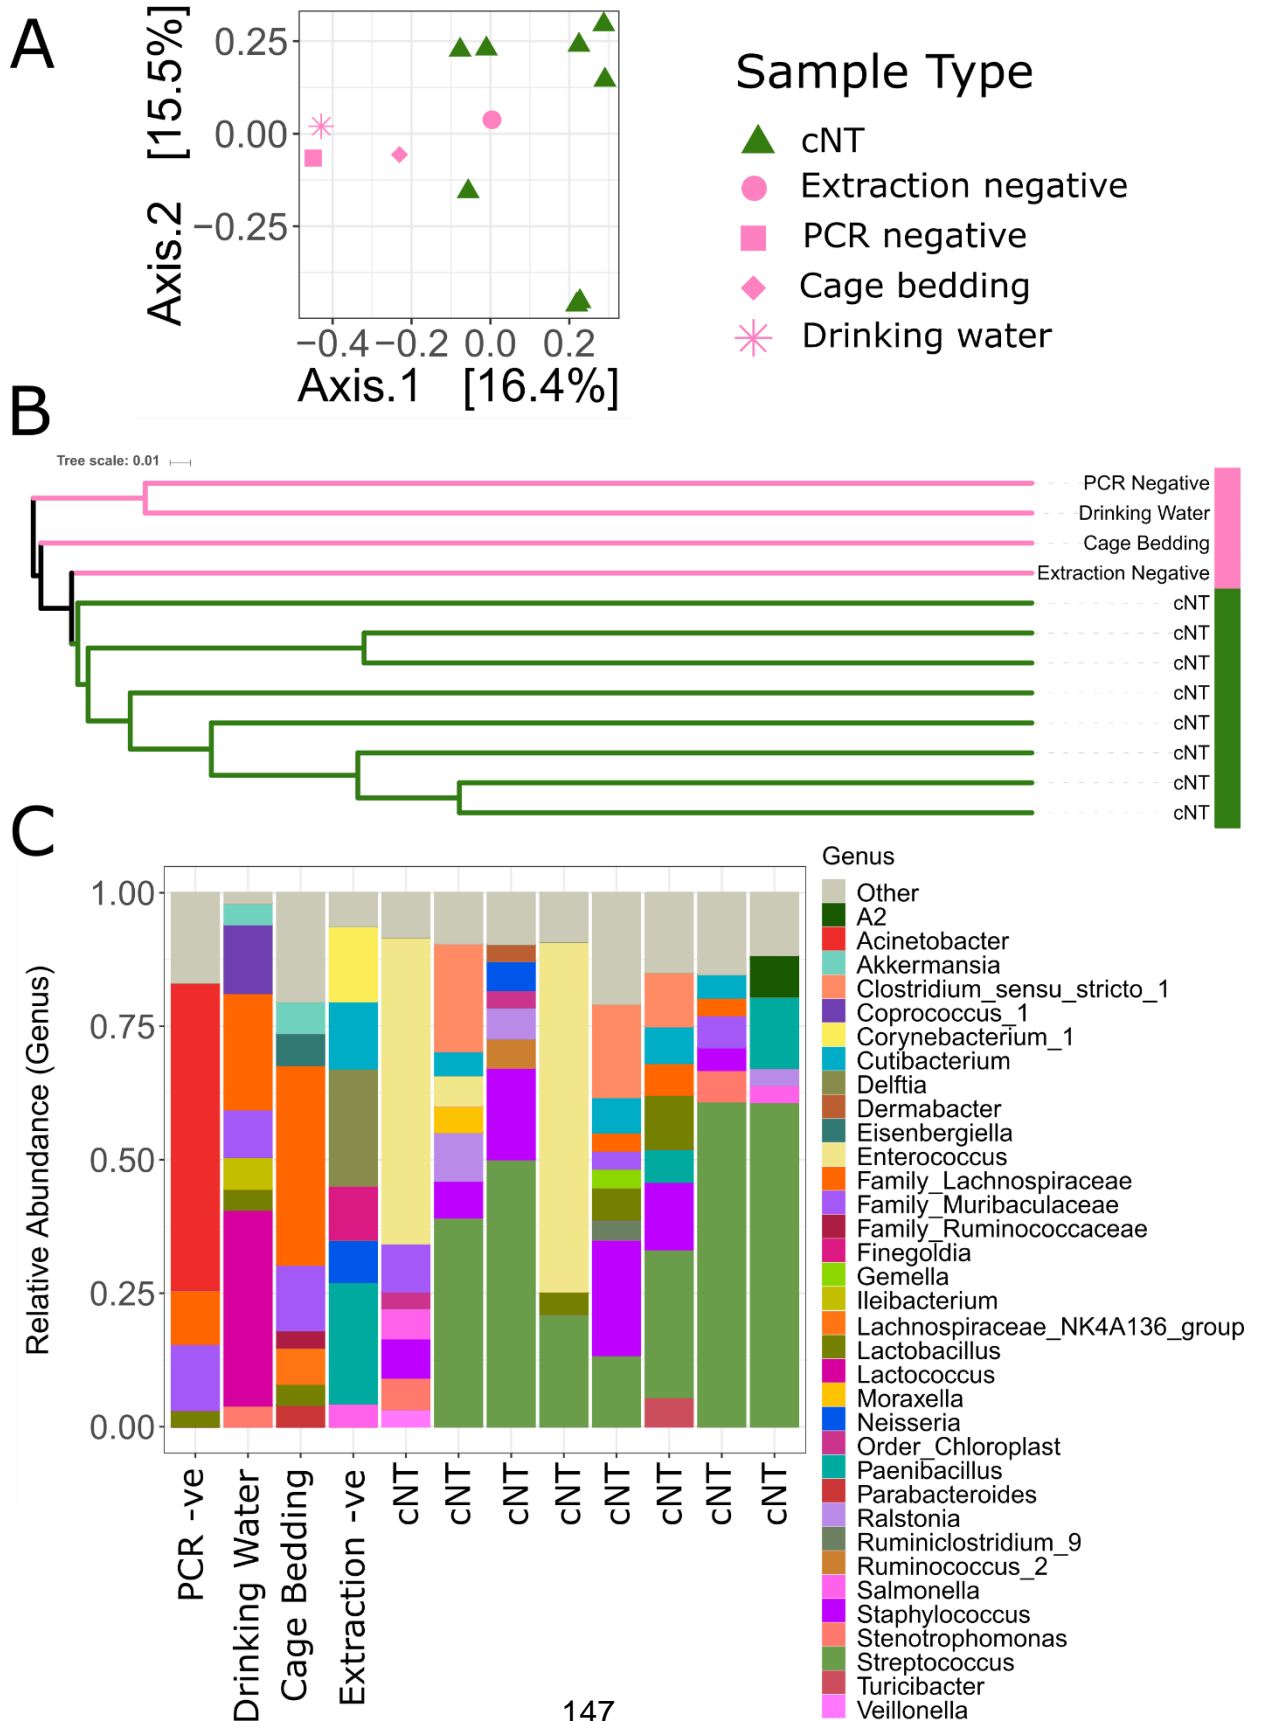 A
Axis.2 [15.5%]
0.25
0.00
−0.25
−0.4 −0.2 0.0 0.2
Axis.1 [16.4%]
Sample Type
cNT
Extraction negative
PCR negative
Cage bedding
Drinking water
B
Tree scale: 0.01
PCR Negative
Drinking Water
Cage Bedding
Extraction Negative
cNT
cNT
cNT
cNT
cNT
cNT
cNT
cNT
C
Relative Abundance (Genus)
1.00
0.75
0.50
0.25
0.00
PCR -ve
Drinking Water
Cage Bedding
Extraction -ve
cNT
cNT
cNT
cNT
cNT
cNT
cNT
cNT
Genus
Other
A2
Acinetobacter
Akkermansia
Clostridium_sensu_stricto_1
Coprococcus_1
Corynebacterium_1
Cutibacterium
Delftia
Dermabacter
Eisenbergiella
Enterococcus
Family_Lachnospiraceae
Family_Muribaculaceae
Family_Ruminococcaceae
Finegoldia
Gemella
Ileibacterium
Lachnospiraceae_NK4A136_group
Lactobacillus
Lactococcus
Moraxella
Neisseria
Order_Chloroplast
Paenibacillus
Parabacteroides
Ralstonia
Ruminiclostridium_9
Ruminococcus_2
Salmonella
Staphylococcus
Stenotrophomonas
Streptococcus
Turicibacter
Veillonella
147